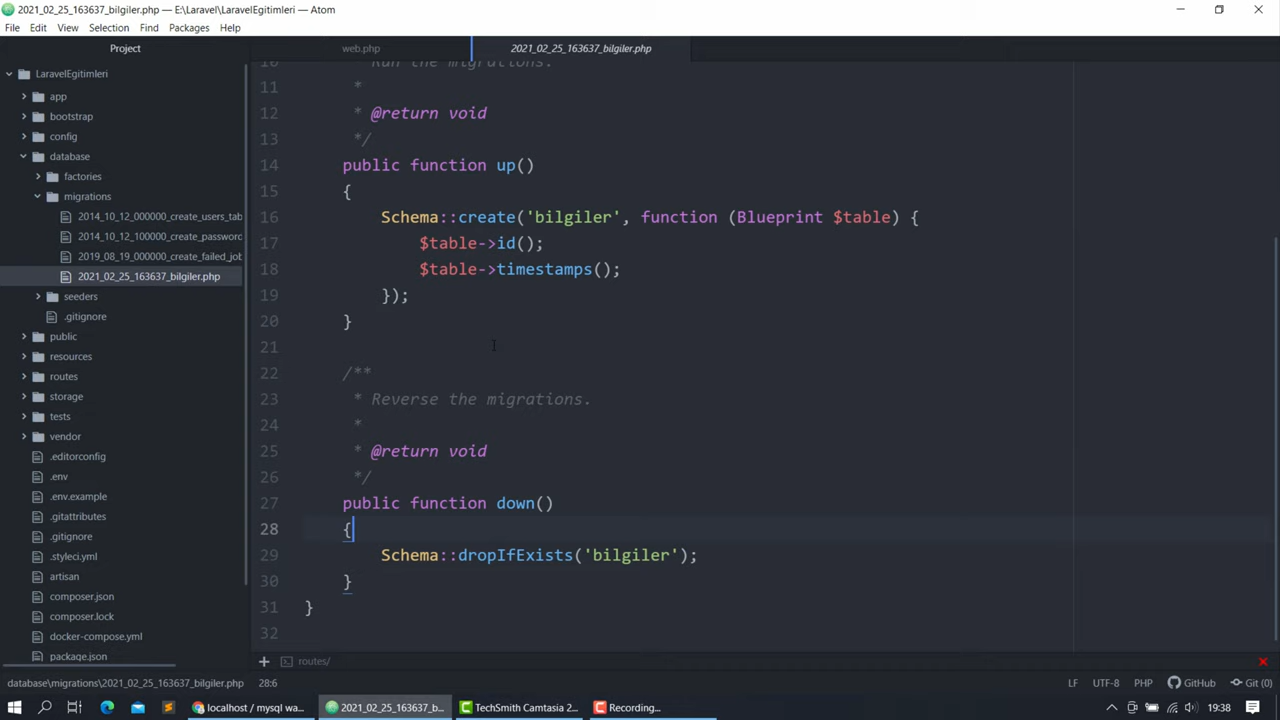 2021_02_25_163637_bilgiler.php — E:\Laravel\LaravelEgitimleri — Atom
File Edit View Selection Find Packages Help
Project
web.php
2021_02_25_163637_bilgiler.php
LaravelEgitimleri
app
bootstrap
config
database
factories
migrations
2014_10_12_000000_create_users_tab
2014_10_12_100000_create_password
2019_08_19_000000_create_failed_job
2021_02_25_163637_bilgiler.php
seeders
.gitignore
public
resources
routes
storage
tests
vendor
.editorconfig
.env
.env.example
.gitattributes
.gitignore
.styleci.yml
artisan
composer.json
composer.lock
docker-compose.yml
package.json
10 * Run the migrations.
11 *
12 * @return void
13 */
14 public function up()
15 {
16 Schema::create('bilgiler', function (Blueprint $table) {
17 $table->id();
18 $table->timestamps();
19 });
20 }
21
22 /**
23 * Reverse the migrations.
24 *
25 * @return void
26 */
27 public function down()
28 {
29 Schema::dropIfExists('bilgiler');
30 }
31 }
32
routes/
database\migrations\2021_02_25_163637_bilgiler.php 28:6 LF UTF-8 PHP GitHub Git (0)
localhost / mysql wa... 2021_02_25_163637_b... TechSmith Camtasia 2... Recording... 19:38